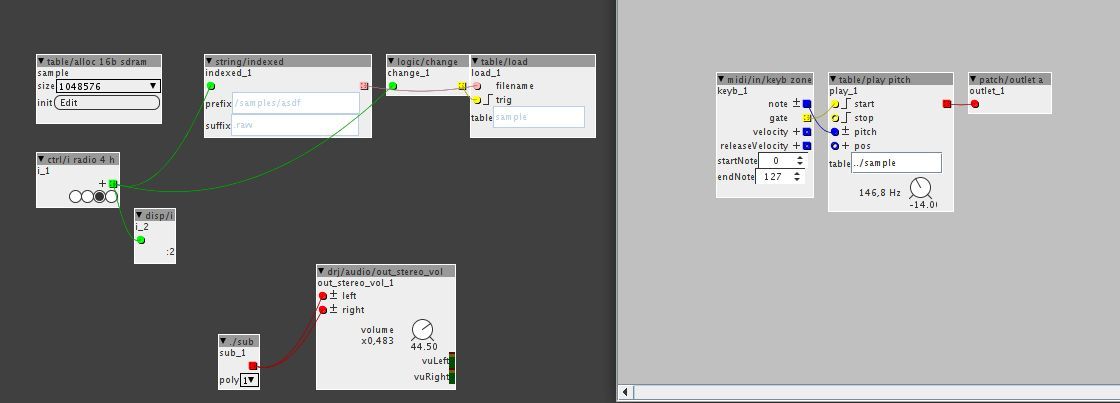 table/alloc 16b sdram
sample
size 1048576
init Edit
string/indexed
indexed_1
prefix /samples/asdf
suffix .raw
logic/change
change_1
table/load
load_1
filename
trig
table sample
ctrl/i radio 4 h
i_1
+
disp/i
i_2
:2
drj/audio/out_stereo_vol
out_stereo_vol_1
± left
± right
volume
x0,483
44.50
vuLeft
vuRight
./sub
sub_1
poly 1
midi/in/keyb zone
keyb_1
note ±
gate
velocity +
releaseVelocity +
startNote 0
endNote 127
table/play pitch
play_1
start
stop
± pitch
+ pos
table ../sample
146,8 Hz
-14.0
patch/outlet a
outlet_1